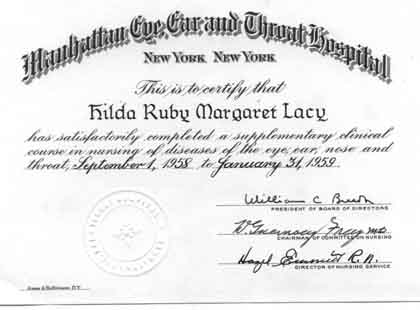 Manhattan Eye, Ear and Throat Hospital
NEW YORK, NEW YORK
This is to certify that
Hilda Ruby Margaret Lacy
has satisfactorily completed a supplementary clinical
course in nursing of diseases of the eye, ear, nose and
throat, September 1, 1958 to January 31, 1959.
William C
PRESIDENT OF BOARD OF DIRECTORS
CHAIRMAN OF COMMITTEE ON NURSING
Hazel R.N.
DIRECTOR OF NURSING SERVICE